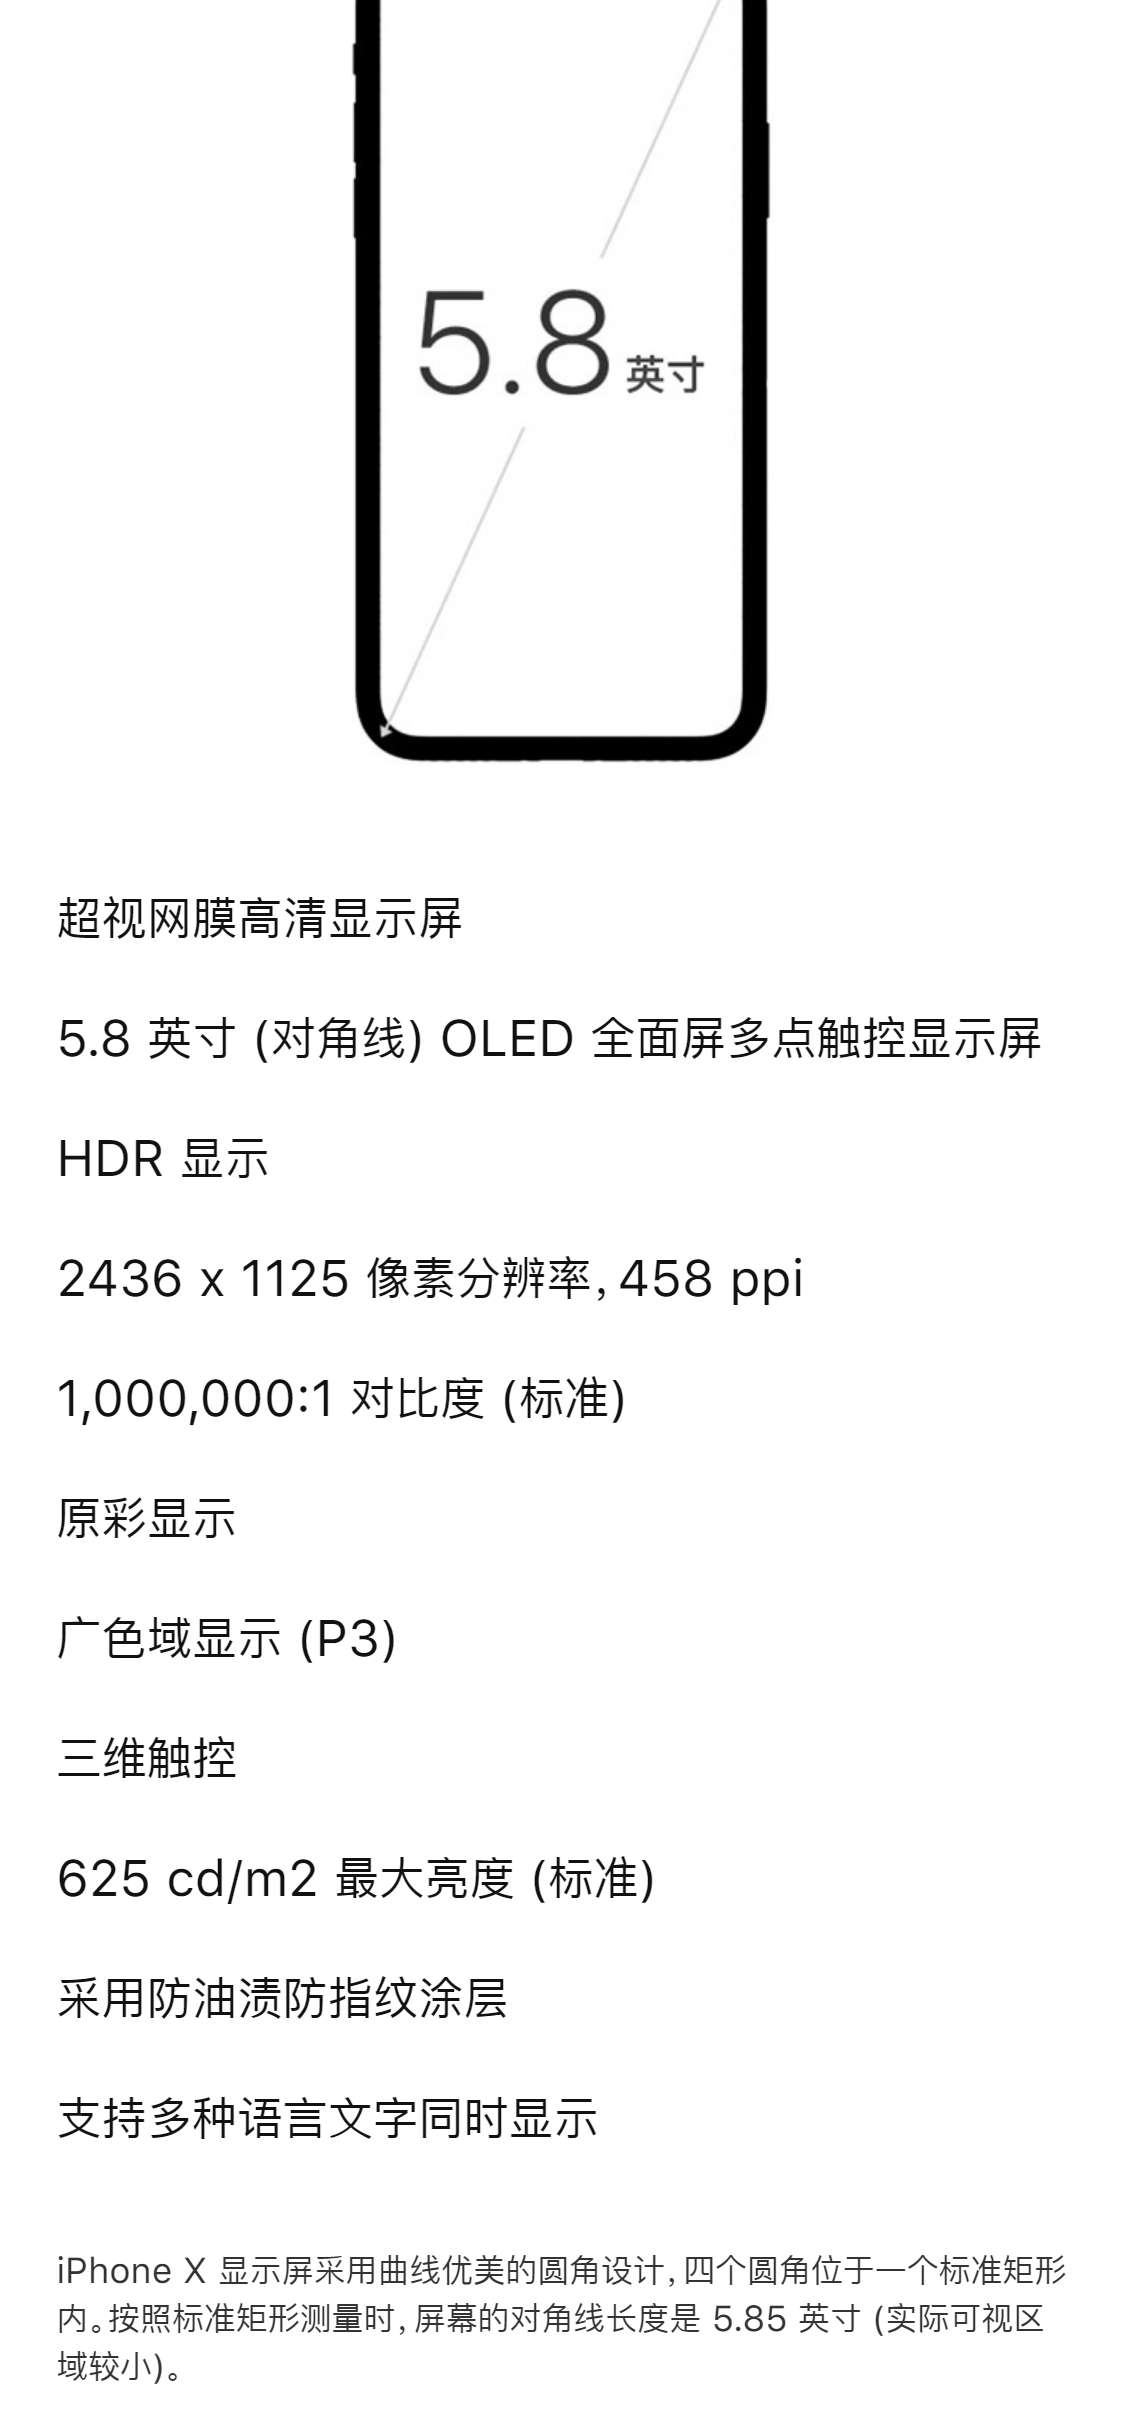 5.8 英寸
超视网膜高清显示屏
5.8 英寸 (对角线) OLED 全面屏多点触控显示屏
HDR 显示
2436 x 1125 像素分辨率, 458 ppi
1,000,000:1 对比度 (标准)
原彩显示
广色域显示 (P3)
三维触控
625 cd/m2 最大亮度 (标准)
采用防油渍防指纹涂层
支持多种语言文字同时显示
iPhone X 显示屏采用曲线优美的圆角设计, 四个圆角位于一个标准矩形
内。按照标准矩形测量时, 屏幕的对角线长度是 5.85 英寸 (实际可视区
域较小)。